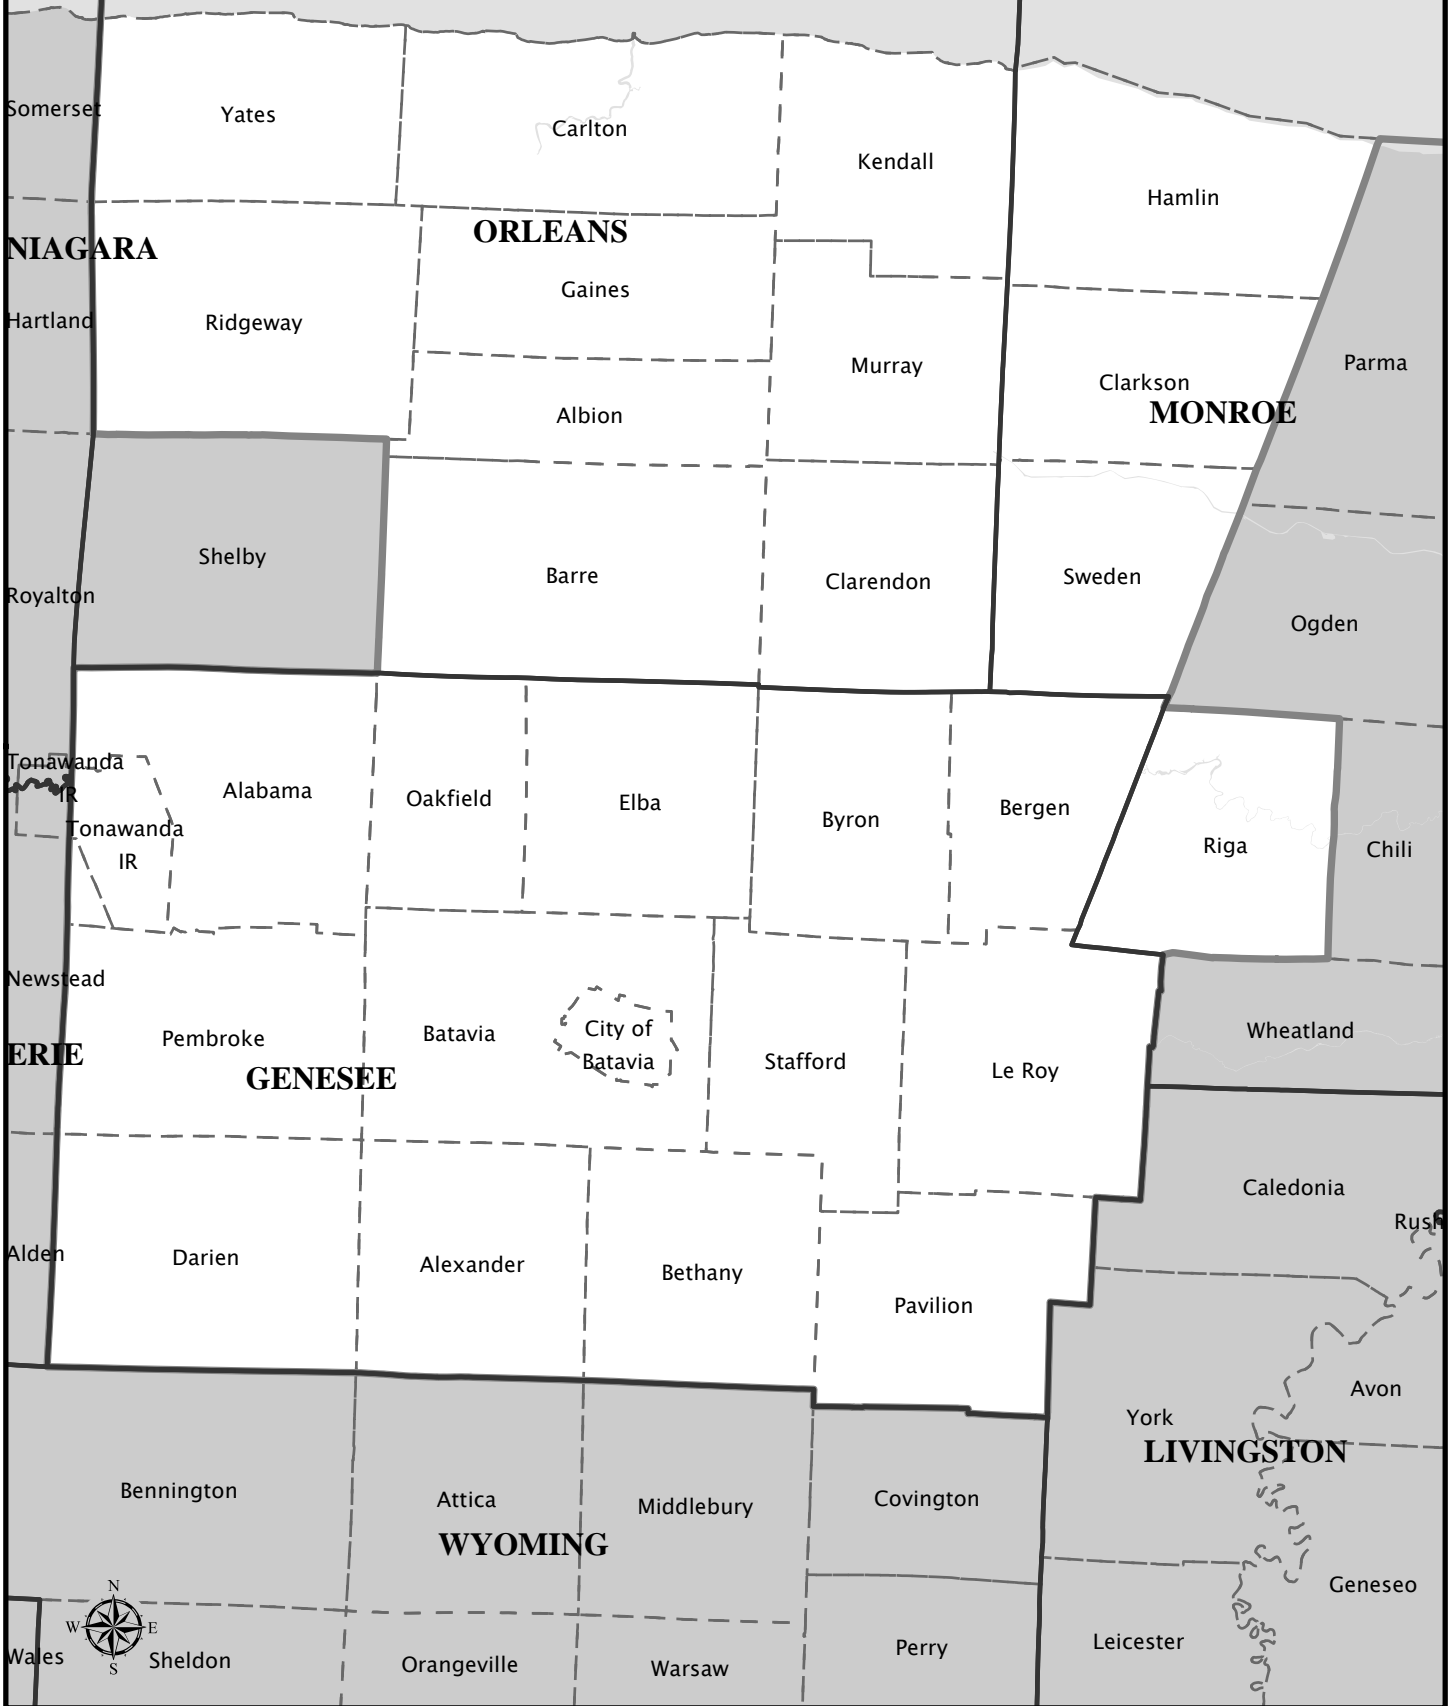 Somerset
Yates
Carlton
Kendall
Hamlin
NIAGARA
ORLEANS
Hartland
Ridgeway
Gaines
Murray
Parma
Clarkson
MONROE
Albion
Shelby
Barre
Clarendon
Sweden
Royalton
Ogden
Tonawanda
IR
Tonawanda
IR
Alabama
Oakfield
Elba
Byron
Bergen
Riga
Chili
Newstead
ERIE
Pembroke
GENESEE
Batavia
City of
Batavia
Stafford
Le Roy
Wheatland
Caledonia
Rush
Alden
Darien
Alexander
Bethany
Pavilion
Avon
York
LIVINGSTON
Bennington
Attica
Middlebury
Covington
WYOMING
Geneseo
N
W
E
S
Wales
Sheldon
Orangeville
Warsaw
Perry
Leicester